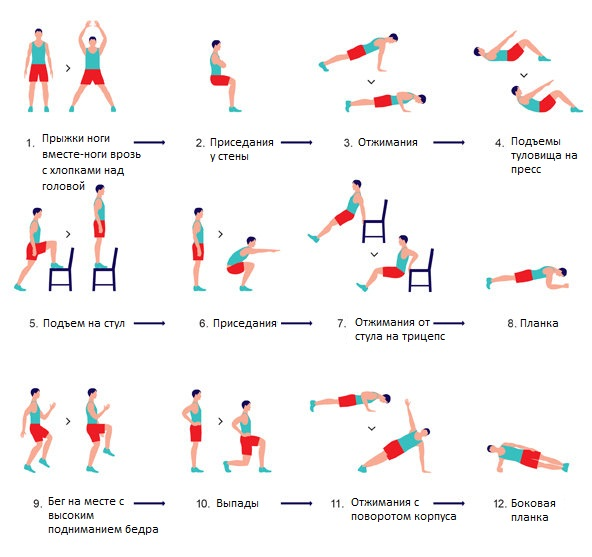 1. Прыжки ноги
вместе-ноги врозь
с хлопками над
головой
2. Приседания
у стены
3. Отжимания
4. Подъемы
туловища на
пресс
5. Подъем на стул
6. Приседания
7. Отжимания от
стула на трицепс
8. Планка
9. Бег на месте с
высоким
подниманием бедра
10. Выпады
11. Отжимания с
поворотом корпуса
12. Боковая
планка